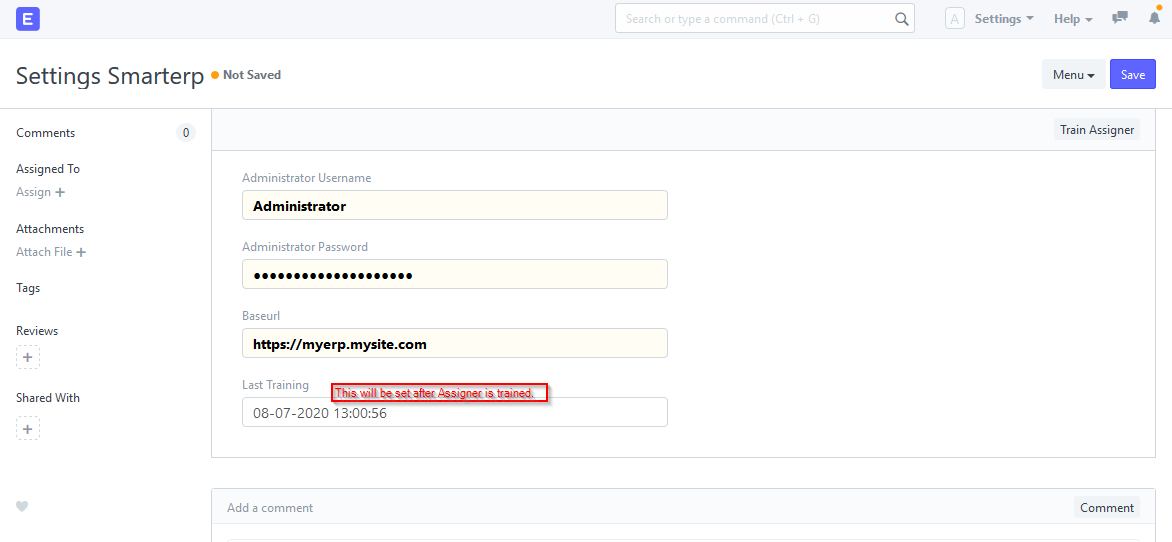 E
Search or type a command (Ctrl + G)
A
Settings
Help
Settings Smarterp
Not Saved
Menu
Save
Comments
0
Assigned To
Assign +
Attachments
Attach File +
Tags
Reviews
+
Shared With
+
Train Assigner
Administrator Username
Administrator
Administrator Password
••••••••••••••••••••
Baseurl
https://myerp.mysite.com
Last Training
This will be set after Assigner is trained.
08-07-2020 13:00:56
Add a comment
Comment